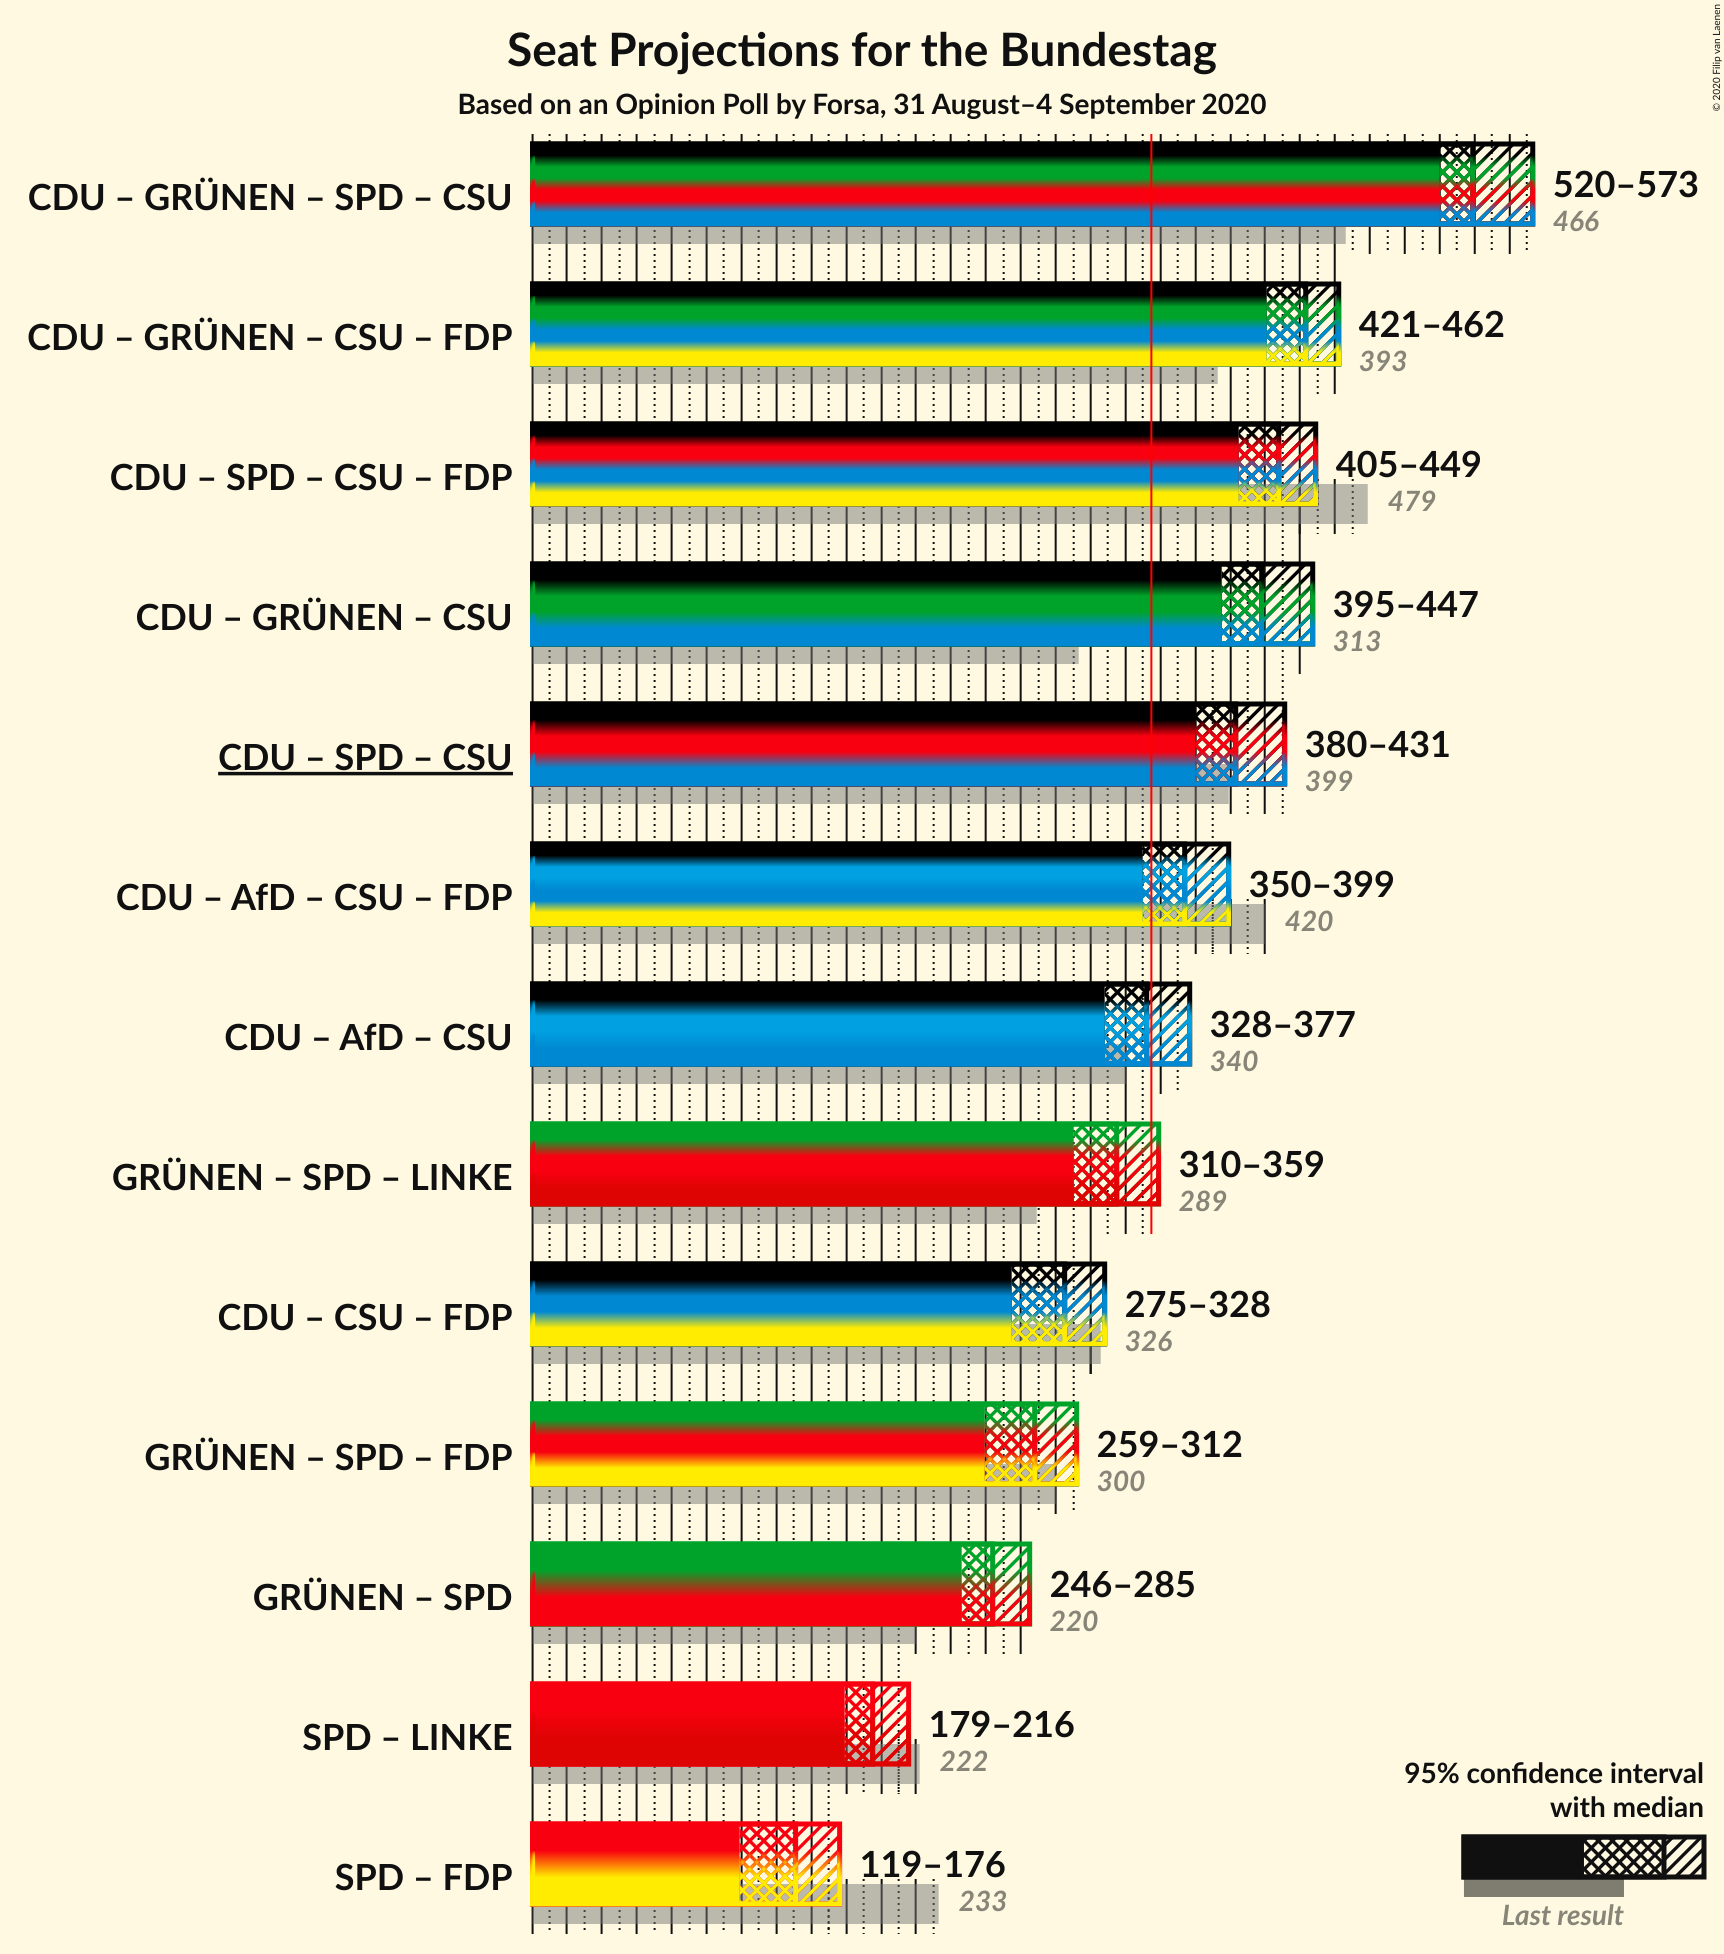 Seat Projections for the Bundestag
Based on an Opinion Poll by Forsa, 31 August–4 September 2020
© 2020 Filip van Laenen
CDU – GRÜNEN – SPD – CSU
520–573
466
CDU – GRÜNEN – CSU – FDP
421–462
393
CDU – SPD – CSU – FDP
405–449
479
CDU – GRÜNEN – CSU
395–447
313
CDU – SPD – CSU
380–431
399
CDU – AfD – CSU – FDP
350–399
420
CDU – AfD – CSU
328–377
340
GRÜNEN – SPD – LINKE
310–359
289
CDU – CSU – FDP
275–328
326
GRÜNEN – SPD – FDP
259–312
300
GRÜNEN – SPD
246–285
220
SPD – LINKE
179–216
222
SPD – FDP
119–176
233
95% confidence interval
with median
Last result